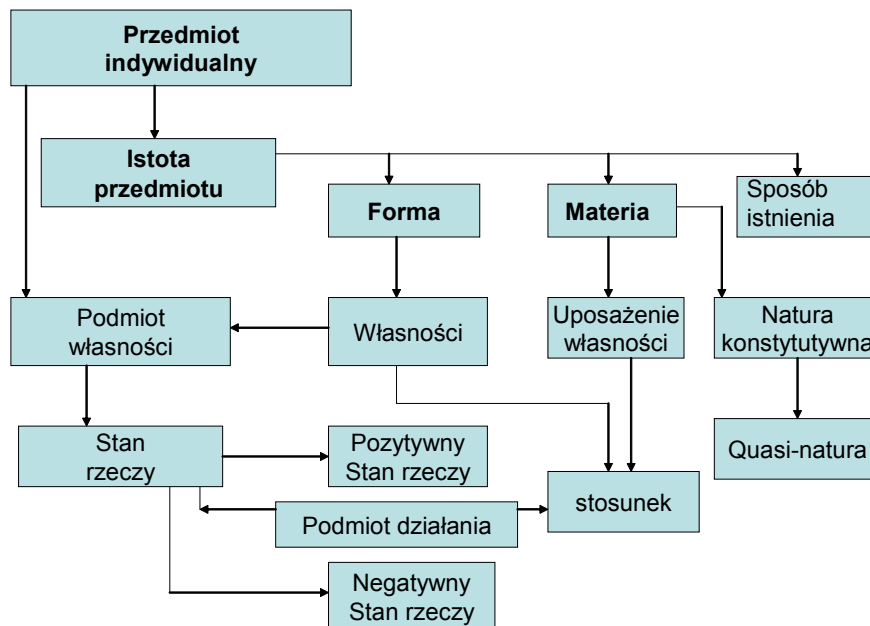 Przedmiot
indywidualny
Istota
przedmiotu
Forma
Materia
Sposób
istnienia
Podmiot
własności
Własności
Uposażenie
własności
Natura
konstytutywna
Stan
rzeczy
Pozytywny
Stan rzeczy
Quasi-natura
stosunek
Podmiot działania
Negatywny
Stan rzeczy